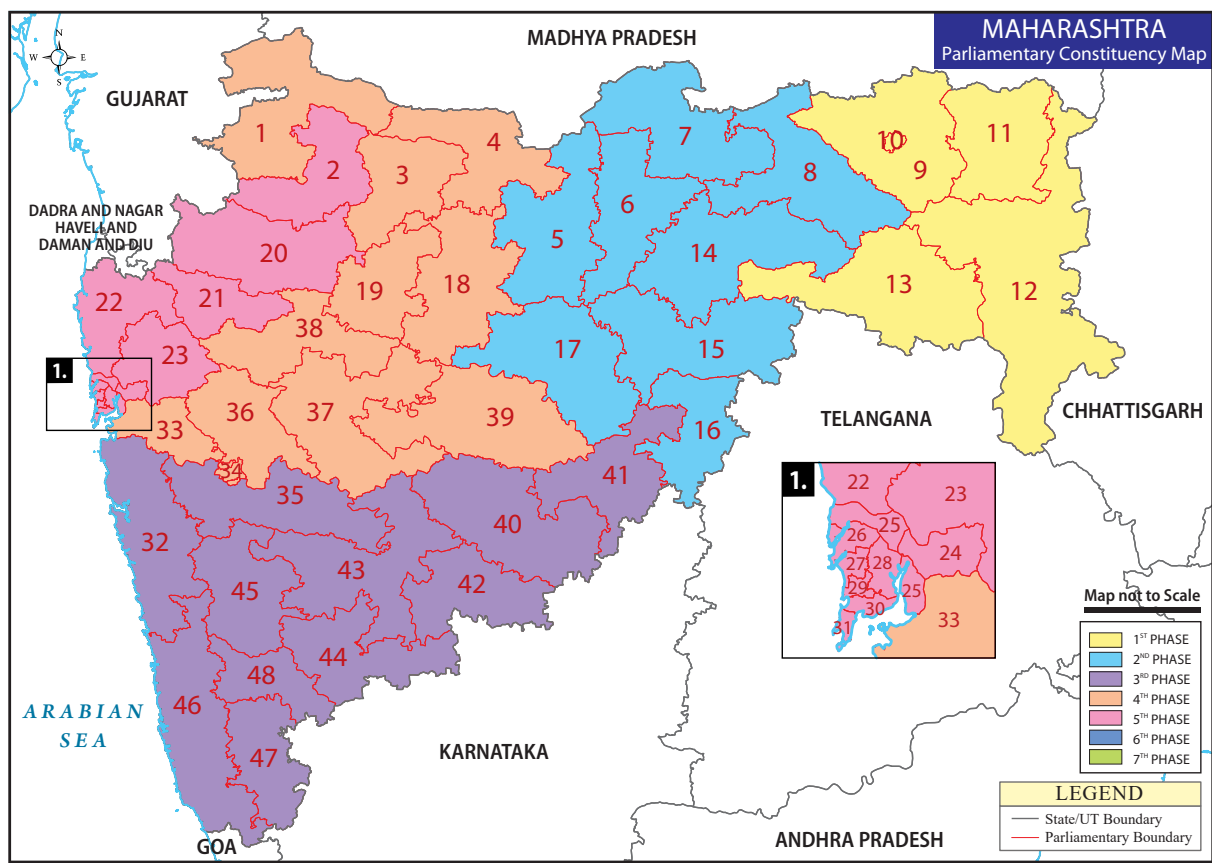 MAHARASHTRA
Parliamentary Constituency Map
N
W E
S
MADHYA PRADESH
GUJARAT
DADRA AND NAGAR
HAVELI AND
DAMAN AND DIU
TELANGANA
CHHATTISGARH
KARNATAKA
ANDHRA PRADESH
GOA
ARABIAN
SEA
1
2
3
4
5
6
7
8
10
9
11
12
13
14
15
16
17
18
19
20
21
22
23
38
36
37
39
33
34
35
41
40
32
43
42
45
44
48
46
47
1.
1.
22
23
25
26
24
27
28
29
25
30
31
33
Map not to Scale
1ST PHASE
2ND PHASE
3RD PHASE
4TH PHASE
5TH PHASE
6TH PHASE
7TH PHASE
LEGEND
State/UT Boundary
Parliamentary Boundary